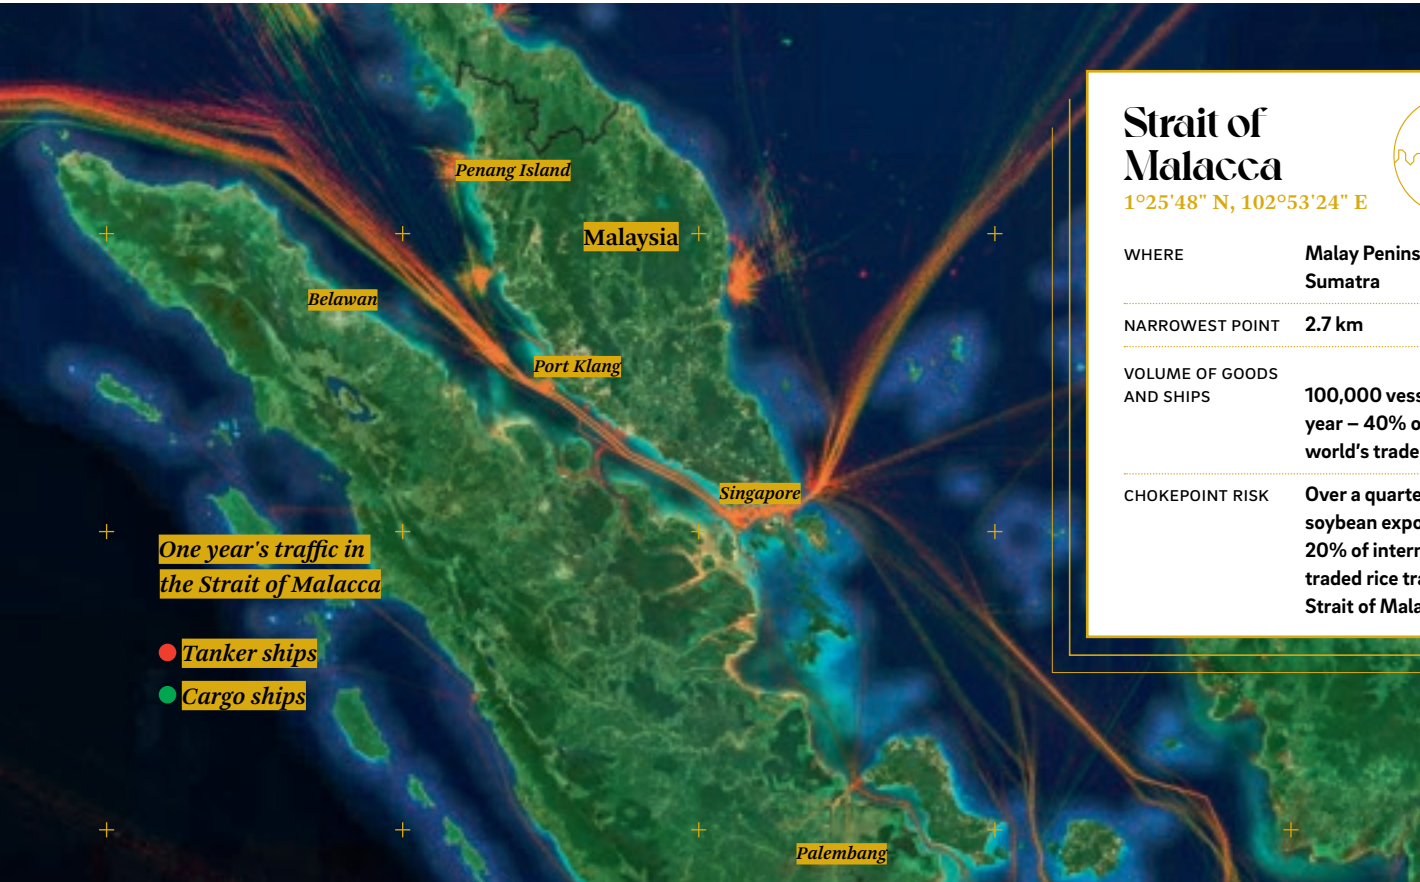 Penang Island
Malaysia
Belawan
Port Klang
Singapore
One year's traffic in
the Strait of Malacca
Tanker ships
Cargo ships
Palembang
Strait of
Malacca
1°25'48" N, 102°53'24" E
WHERE
Malay Penins
Sumatra
NARROWEST POINT
2.7 km
VOLUME OF GOODS
AND SHIPS
100,000 vess
year – 40% o
world's trade
CHOKEPOINT RISK
Over a quarte
soybean expo
20% of intern
traded rice tra
Strait of Mala